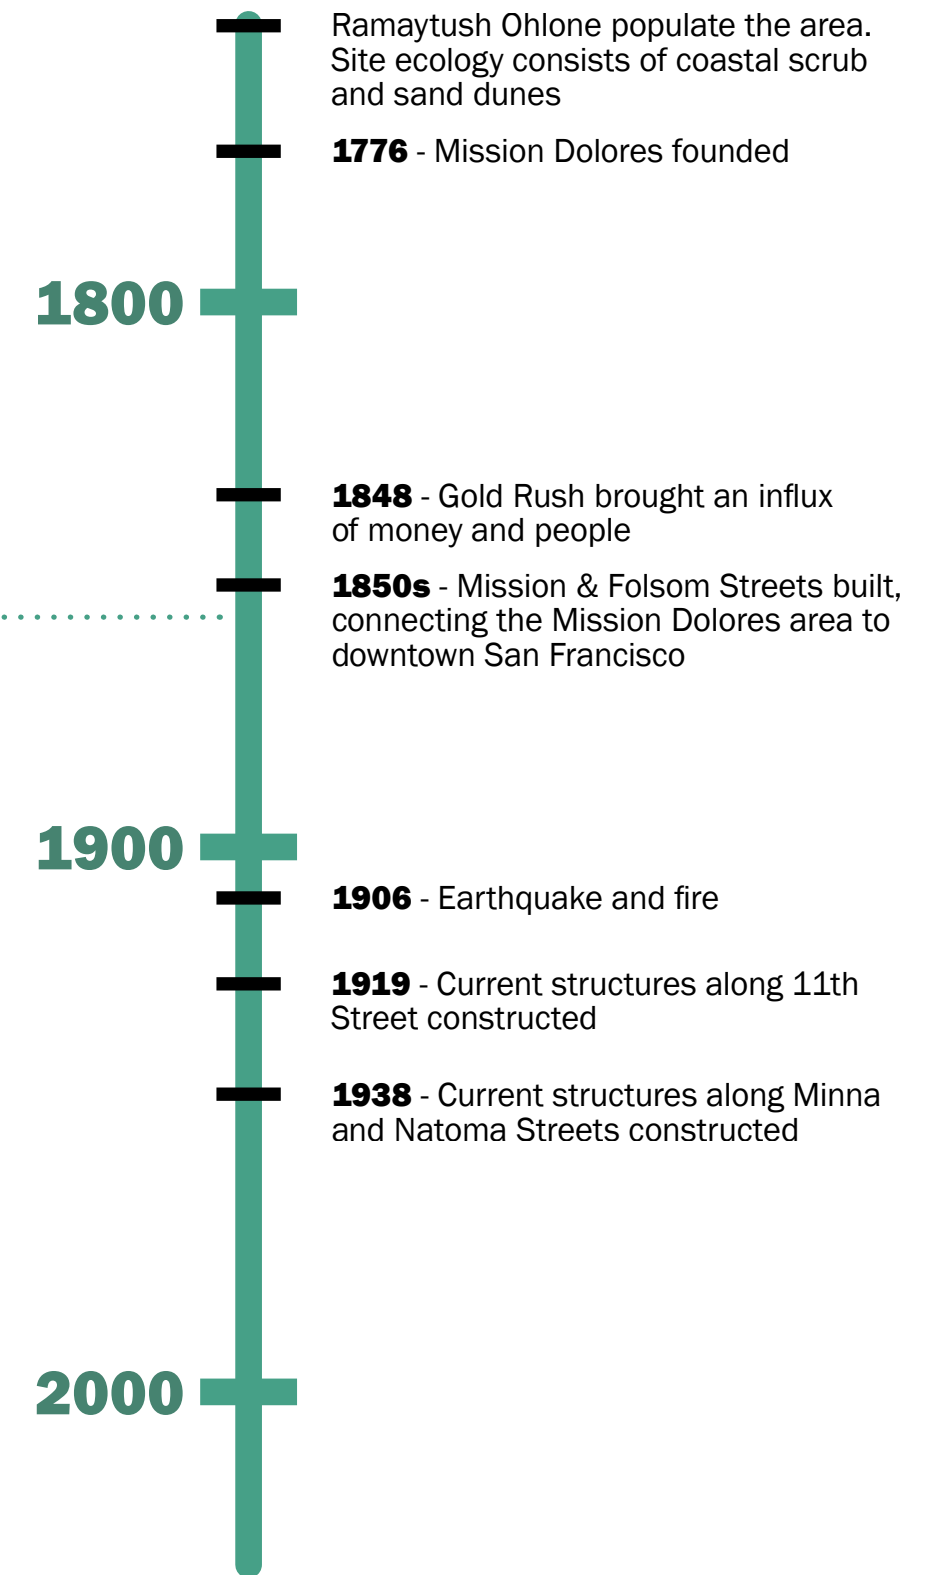 Ramaytush Ohlone populate the area.
Site ecology consists of coastal scrub
and sand dunes
1776 - Mission Dolores founded
1800
1848 - Gold Rush brought an influx
of money and people
1850s - Mission & Folsom Streets built,
connecting the Mission Dolores area to
downtown San Francisco
1900
1906 - Earthquake and fire
1919 - Current structures along 11th
Street constructed
1938 - Current structures along Minna
and Natoma Streets constructed
2000